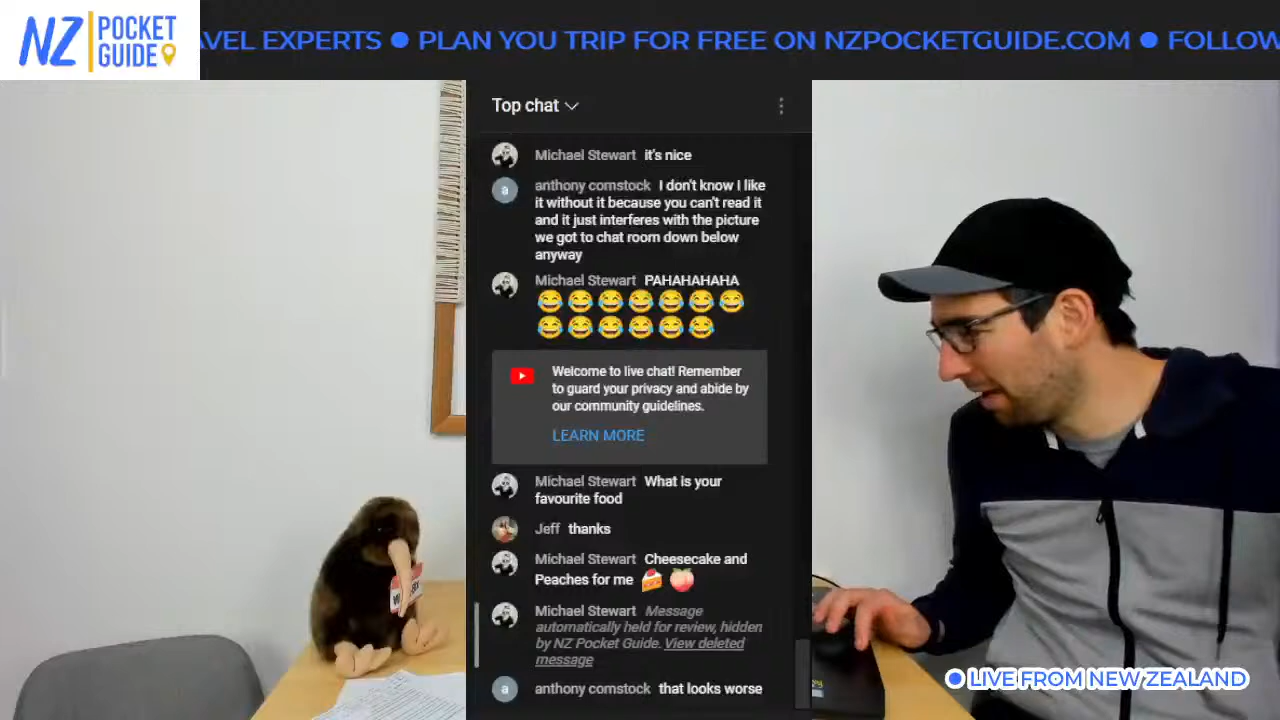 NZ POCKET GUIDE
AVEL EXPERTS ● PLAN YOU TRIP FOR FREE ON NZPOCKETGUIDE.COM ● FOLLOW
Top chat
Michael Stewart it's nice
a anthony comstock I don't know I like
it without it because you can't read it
and it just interferes with the picture
we got to chat room down below
anyway
Michael Stewart PAHAHAHAHA
😂😂😂😂😂😂😂
😂😂😂😂😂😂
Welcome to live chat! Remember
to guard your privacy and abide by
our community guidelines.
LEARN MORE
Michael Stewart What is your
favourite food
Jeff thanks
Michael Stewart Cheesecake and
Peaches for me 🍰 🍑
Michael Stewart Message
automatically held for review, hidden
by NZ Pocket Guide. View deleted
message
a anthony comstock that looks worse
● LIVE FROM NEW ZEALAND